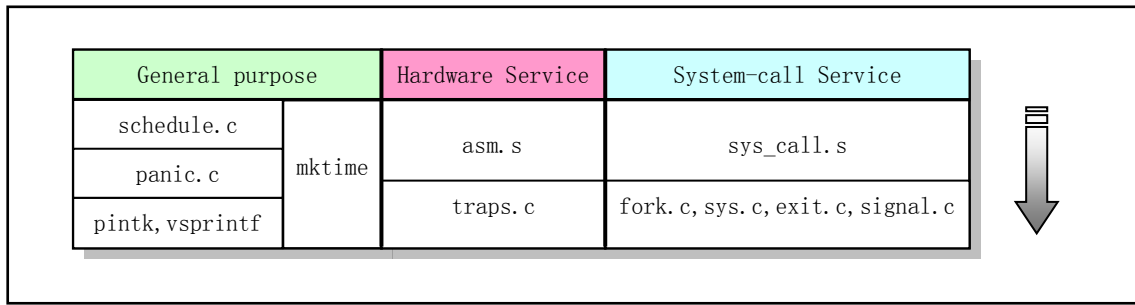 General purpose
Hardware Service
System-call Service
schedule.c
panic.c
pintk,vsprintf
mktime
asm.s
traps.c
sys_call.s
fork.c,sys.c,exit.c,signal.c